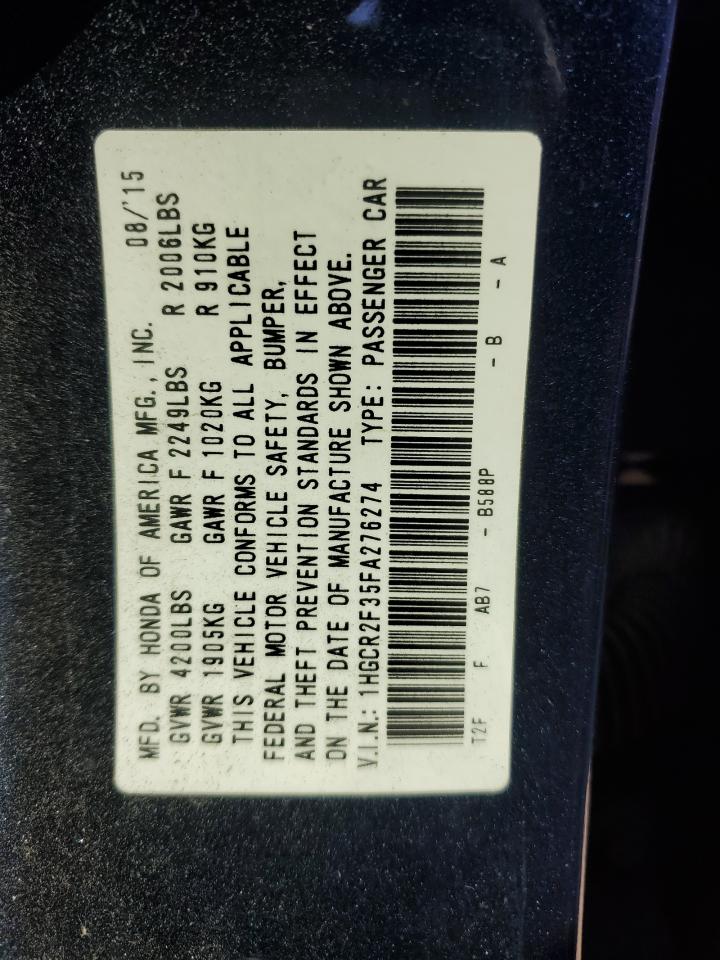 MFD. BY HONDA OF AMERICA MFG., INC. 08/'15
GVWR 4200LBS GAWR F 2249LBS R 2006LBS
GVWR 1905KG GAWR F 1020KG R 910KG
THIS VEHICLE CONFORMS TO ALL APPLICABLE
FEDERAL MOTOR VEHICLE SAFETY, BUMPER,
AND THEFT PREVENTION STANDARDS IN EFFECT
ON THE DATE OF MANUFACTURE SHOWN ABOVE.
V.I.N.: 1HGCR2F35FA276274 TYPE: PASSENGER CAR
T2F F AB7 - B588P - B - A